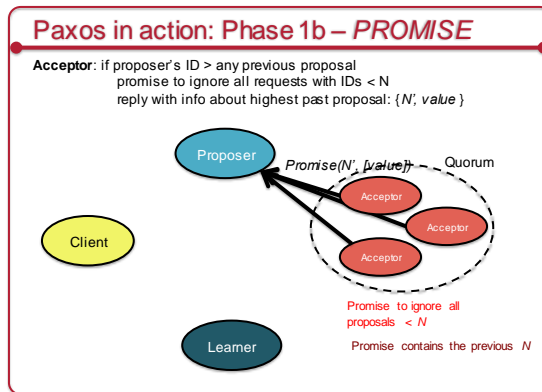 Paxos in action: Phase 1b – PROMISE
Acceptor: if proposer's ID > any previous proposal
promise to ignore all requests with IDs < N
reply with info about highest past proposal: { N', value }
Proposer
Promise(N', [value])
Quorum
Acceptor
Acceptor
Client
Acceptor
Promise to ignore all
proposals < N
Learner
Promise contains the previous N